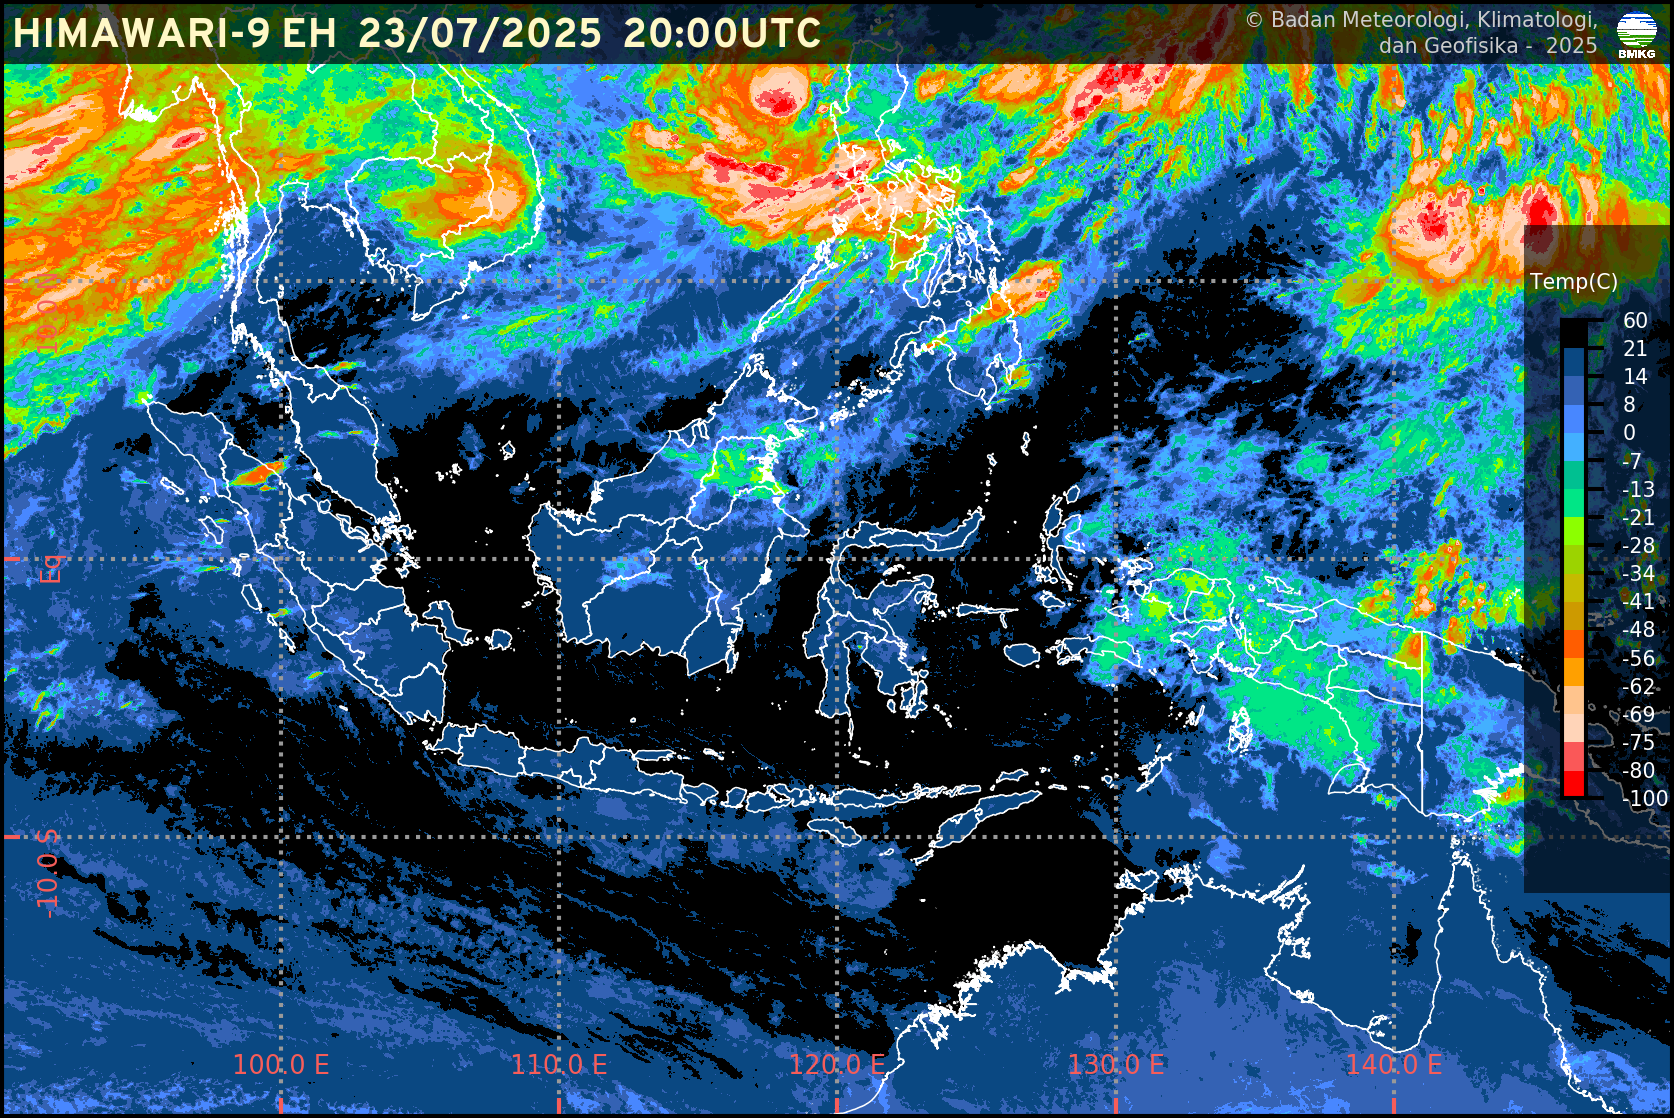 HIMAWARI-9 EH  23/07/2025  20:00UTC
© Badan Meteorologi, Klimatologi,
dan Geofisika -  2025
BMKG
Temp(C)
60
21
14
8
0
-7
-13
-21
-28
-34
-41
-48
-56
-62
-69
-75
-80
-100
10.0 N
Eq
-10.0 S
100.0 E
110.0 E
120.0 E
130.0 E
140.0 E